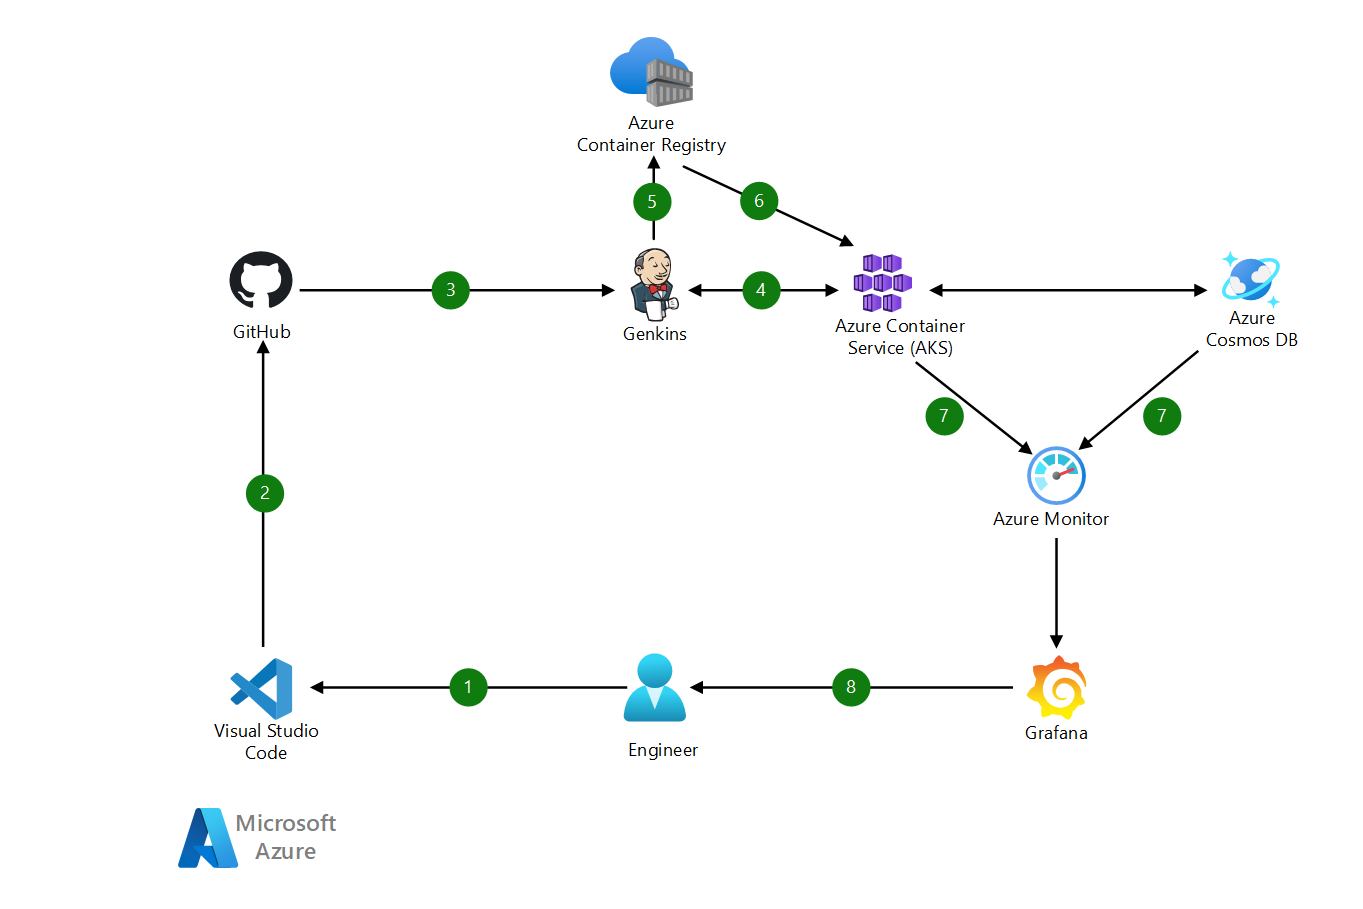 Azure
Container Registry
5
6
GitHub
3
Genkins
4
Azure Container
Service (AKS)
Azure
Cosmos DB
7
7
2
Azure Monitor
Visual Studio
Code
1
Engineer
8
Grafana
Microsoft
Azure